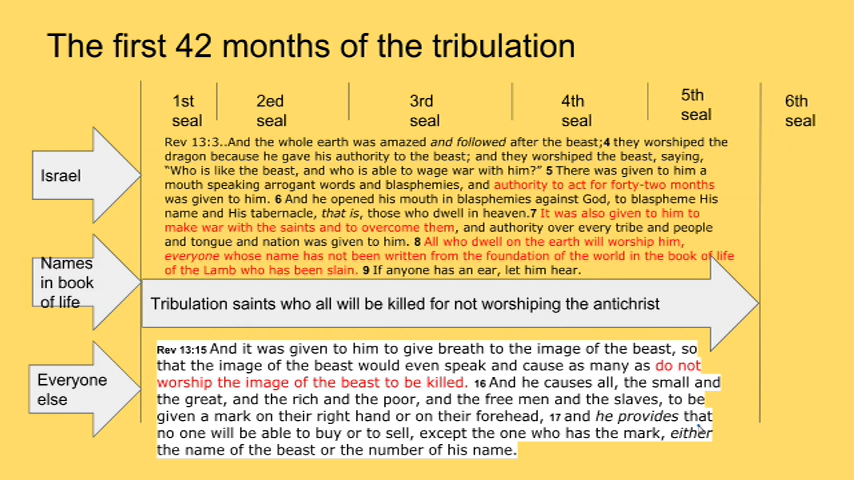 The first 42 months of the tribulation
1st
seal
2ed
seal
3rd
seal
4th
seal
5th
seal
6th
seal
Israel
Rev 13:3..And the whole earth was amazed and followed after the beast;4 they worshiped the
dragon because he gave his authority to the beast; and they worshiped the beast, saying,
“Who is like the beast, and who is able to wage war with him?” 5 There was given to him a
mouth speaking arrogant words and blasphemies, and authority to act for forty-two months
was given to him. 6 And he opened his mouth in blasphemies against God, to blaspheme His
name and His tabernacle, that is, those who dwell in heaven.7 It was also given to him to
make war with the saints and to overcome them, and authority over every tribe and people
and tongue and nation was given to him. 8 All who dwell on the earth will worship him,
everyone whose name has not been written from the foundation of the world in the book of life
of the Lamb who has been slain. 9 If anyone has an ear, let him hear.
Names
in book
of life
Tribulation saints who all will be killed for not worshiping the antichrist
Everyone
else
Rev 13:15 And it was given to him to give breath to the image of the beast, so
that the image of the beast would even speak and cause as many as do not
worship the image of the beast to be killed. 16 And he causes all, the small and
the great, and the rich and the poor, and the free men and the slaves, to be
given a mark on their right hand or on their forehead, 17 and he provides that
no one will be able to buy or to sell, except the one who has the mark, either
the name of the beast or the number of his name.